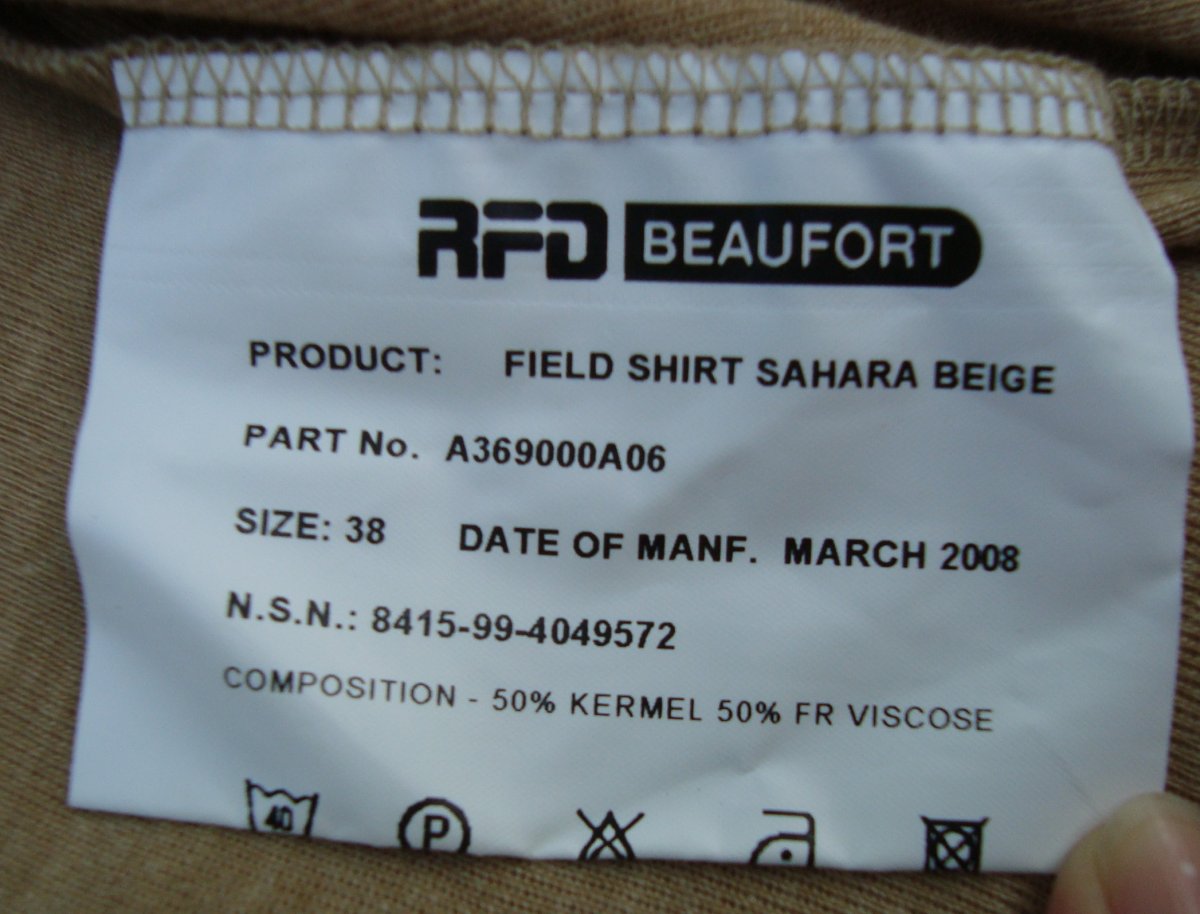 RFD BEAUFORT
PRODUCT: FIELD SHIRT SAHARA BEIGE
PART No. A369000A06
SIZE: 38 DATE OF MANF. MARCH 2008
N.S.N.: 8415-99-4049572
COMPOSITION - 50% KERMEL 50% FR VISCOSE
40 P